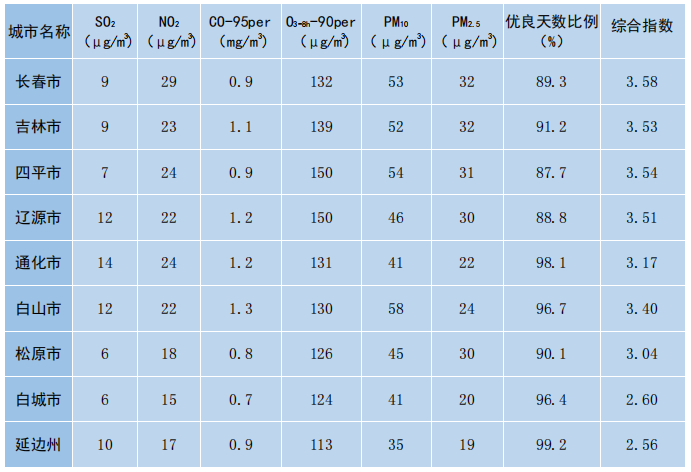 城市名称 SO₂ (μg/m³) NO₂ (μg/m³) CO-95per (mg/m³) O₃₋₈ₕ-90per (μg/m³) PM₁₀ (μg/m³) PM₂.₅ (μg/m³) 优良天数比例 (%) 综合指数
长春市 9 29 0.9 132 53 32 89.3 3.58
吉林市 9 23 1.1 139 52 32 91.2 3.53
四平市 7 24 0.9 150 54 31 87.7 3.54
辽源市 12 22 1.2 150 46 30 88.8 3.51
通化市 14 24 1.2 131 41 22 98.1 3.17
白山市 12 22 1.3 130 58 24 96.7 3.40
松原市 6 18 0.8 126 45 30 90.1 3.04
白城市 6 15 0.7 124 41 20 96.4 2.60
延边州 10 17 0.9 113 35 19 99.2 2.56